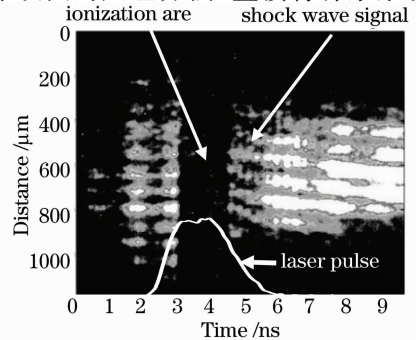 ionization are
shock wave signal
0
200
400
600
800
1000
Distance /μm
laser pulse
0 1 2 3 4 5 6 7 8 9
Time /ns